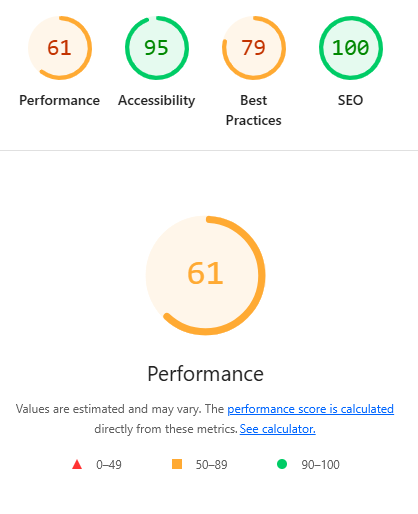 61 95 79 100
Performance Accessibility Best Practices SEO
61
Performance
Values are estimated and may vary. The performance score is calculated
directly from these metrics. See calculator.
0–49 50–89 90–100